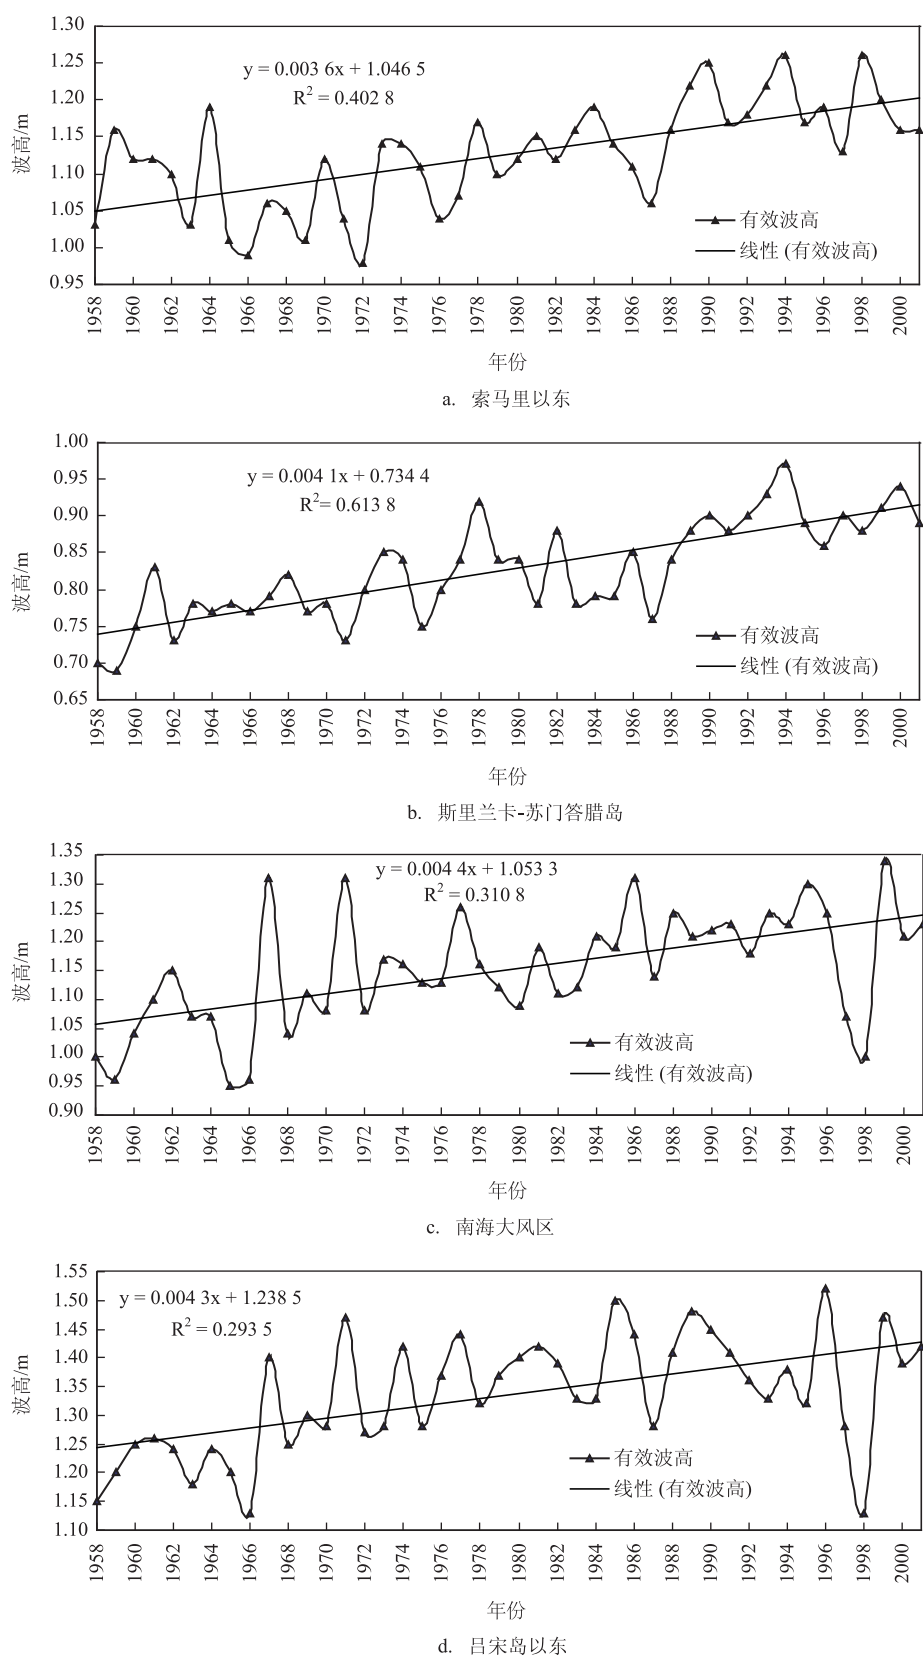 1.30
1.25
1.20
1.15
1.10
1.05
1.00
0.95
波高/m
y = 0.003 6x + 1.046 5
R² = 0.402 8
有效波高
线性 (有效波高)
1958 1960 1962 1964 1966 1968 1970 1972 1974 1976 1978 1980 1982 1984 1986 1988 1990 1992 1994 1996 1998 2000
年份
a. 索马里以东
1.00
0.95
0.90
0.85
0.80
0.75
0.70
0.65
波高/m
y = 0.004 1x + 0.734 4
R²= 0.613 8
有效波高
线性 (有效波高)
1958 1960 1962 1964 1966 1968 1970 1972 1974 1976 1978 1980 1982 1984 1986 1988 1990 1992 1994 1996 1998 2000
年份
b. 斯里兰卡-苏门答腊岛
1.35
1.30
1.25
1.20
1.15
1.10
1.05
1.00
0.95
0.90
波高/m
y = 0.004 4x + 1.053 3
R² = 0.310 8
有效波高
线性 (有效波高)
1958 1960 1962 1964 1966 1968 1970 1972 1974 1976 1978 1980 1982 1984 1986 1988 1990 1992 1994 1996 1998 2000
年份
c. 南海大风区
1.55
1.50
1.45
1.40
1.35
1.30
1.25
1.20
1.15
1.10
波高/m
y = 0.004 3x + 1.238 5
R² = 0.293 5
有效波高
线性 (有效波高)
1958 1960 1962 1964 1966 1968 1970 1972 1974 1976 1978 1980 1982 1984 1986 1988 1990 1992 1994 1996 1998 2000
年份
d. 吕宋岛以东